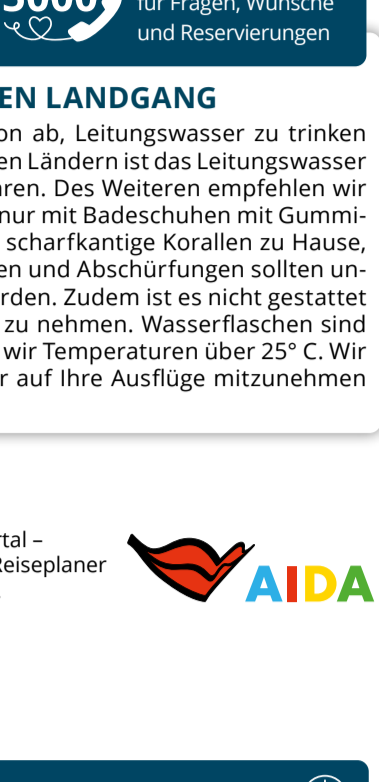 für Fragen, Wünsche
und Reservierungen
EN LANDGANG
on ab, Leitungswasser zu trinken
en Ländern ist das Leitungswasser
ren. Des Weiteren empfehlen wir
nur mit Badeschuhen mit Gummi-
scharfkantige Korallen zu Hause,
en und Abschürfungen sollten un-
rden. Zudem ist es nicht gestattet
zu nehmen. Wasserflaschen sind
wir Temperaturen über 25° C. Wir
r auf Ihre Ausflüge mitzunehmen
rtal –
Reiseplaner
AIDA